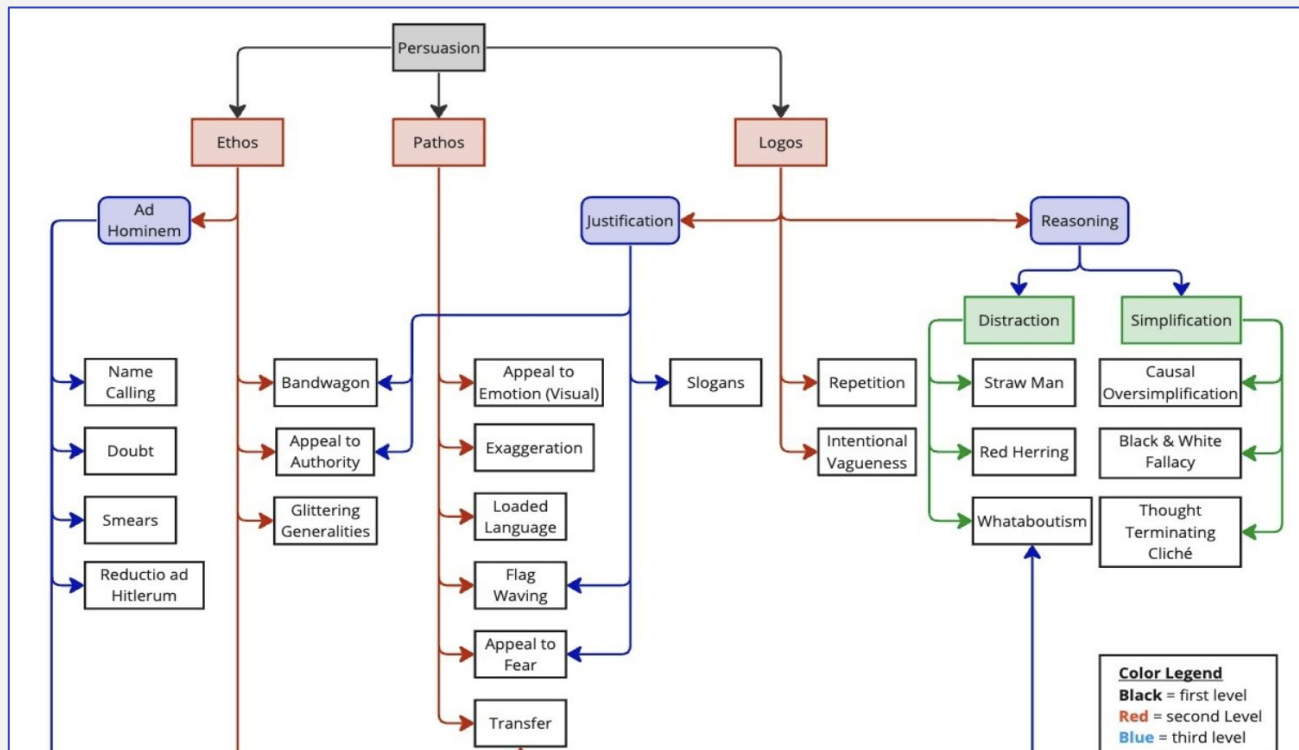 Persuasion
Ethos
Pathos
Logos
Ad
Hominem
Justification
Reasoning
Distraction
Simplification
Name
Calling
Bandwagon
Appeal to
Emotion (Visual)
Slogans
Repetition
Straw Man
Causal
Oversimplification
Doubt
Appeal to
Authority
Exaggeration
Intentional
Vagueness
Red Herring
Black & White
Fallacy
Smears
Glittering
Generalities
Loaded
Language
Whataboutism
Thought
Terminating
Cliché
Reductio ad
Hitlerum
Flag
Waving
Appeal to
Fear
Transfer
Color Legend
Black = first level
Red = second Level
Blue = third level